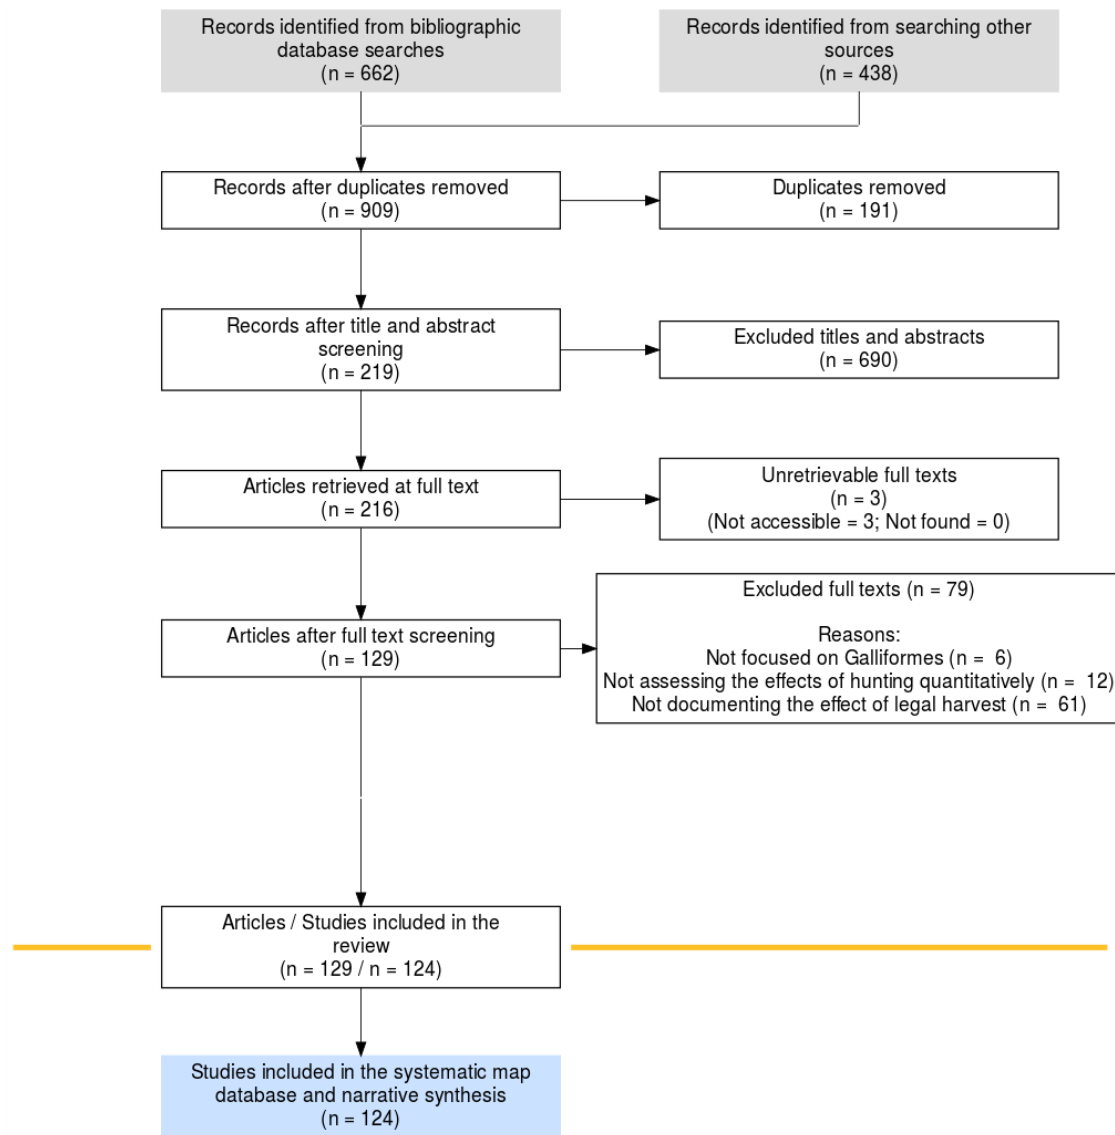 Records identified from bibliographic
database searches
(n = 662)
Records identified from searching other
sources
(n = 438)
Records after duplicates removed
(n = 909)
Duplicates removed
(n = 191)
Records after title and abstract
screening
(n = 219)
Excluded titles and abstracts
(n = 690)
Articles retrieved at full text
(n = 216)
Unretrievable full texts
(n = 3)
(Not accessible = 3; Not found = 0)
Articles after full text screening
(n = 129)
Excluded full texts (n = 79)
Reasons:
Not focused on Galliformes (n =  6)
Not assessing the effects of hunting quantitatively (n =  12)
Not documenting the effect of legal harvest (n =  61)
Articles / Studies included in the
review
(n = 129 / n = 124)
Studies included in the systematic map
database and narrative synthesis
(n = 124)